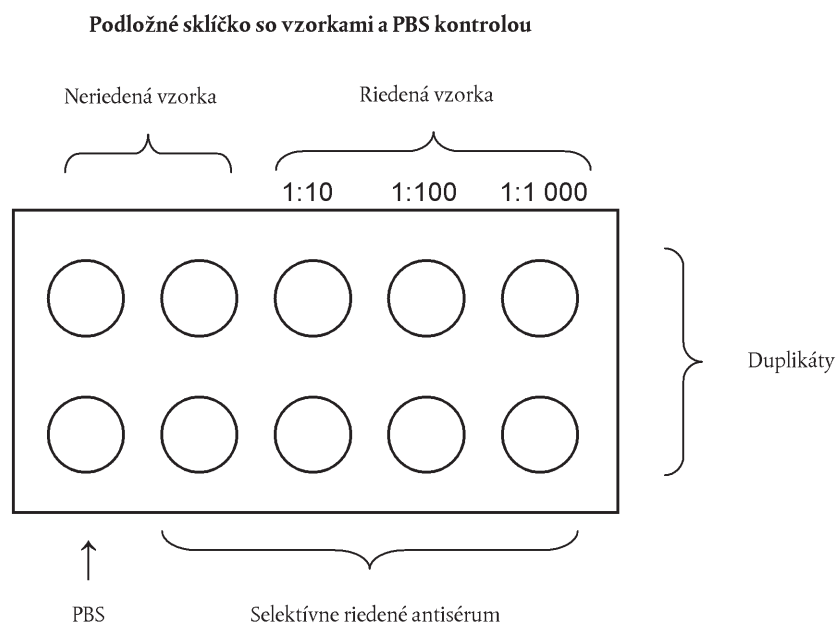 Podložné sklíčko so vzorkami a PBS kontrolou
Neriedená vzorka
Riedená vzorka
1:10
1:100
1:1 000
Duplikáty
PBS
Selektívne riedené antisérum